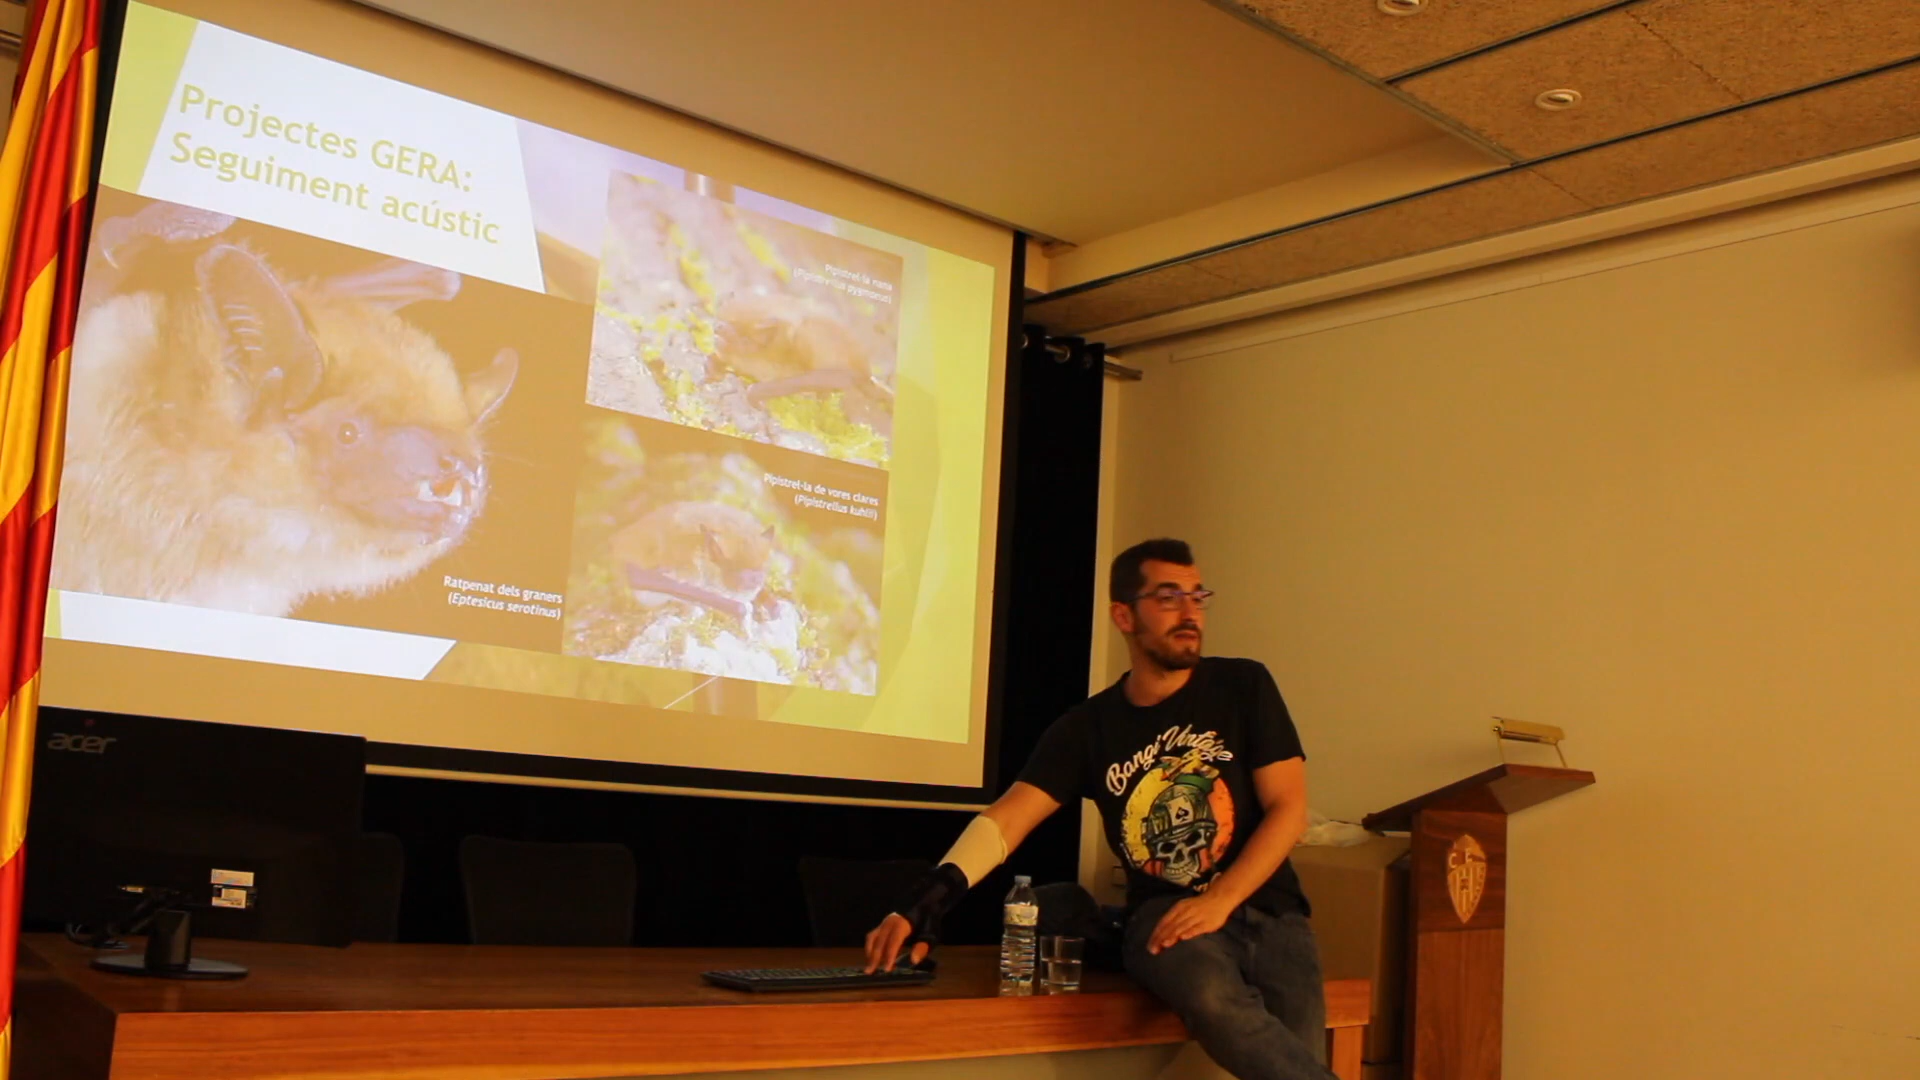 Projectes GERA:
Seguiment acústic
Pipistrel·la nana
(Pipistrellus pygmaeus)
Pipistrel·la de vores clares
(Pipistrellus kuhlii)
Ratpenat dels graners
(Eptesicus serotinus)
acer
Bangi Vintage
C E